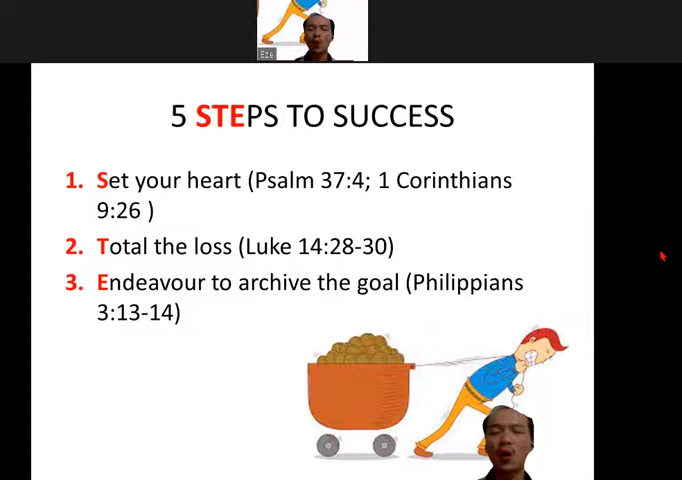 Eze
5 STEPS TO SUCCESS
1. Set your heart (Psalm 37:4; 1 Corinthians
9:26 )
2. Total the loss (Luke 14:28-30)
3. Endeavour to archive the goal (Philippians
3:13-14)